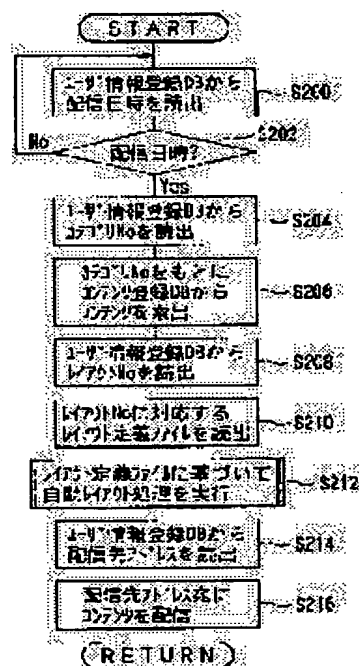 START
ユーザ情報登録DBから
配信日時を読出
S200
S202
No
配信日時?
Yes
ユーザ情報登録DBから
カテゴリNoを読出
S204
カテゴリNoをもとに
コンテンツ登録DBから
コンテンツを索出
S206
ユーザ情報登録DBから
レイアウトNoを読出
S208
レイアウトNoに対応する
レイアウト定義ファイルを読出
S210
レイアウト定義ファイルに基づいて
自動レイアウト処理を実行
S212
ユーザ情報登録DBから
配信先アドレスを読出
S214
配信先アドレス宛に
コンテンツを配信
S216
RETURN